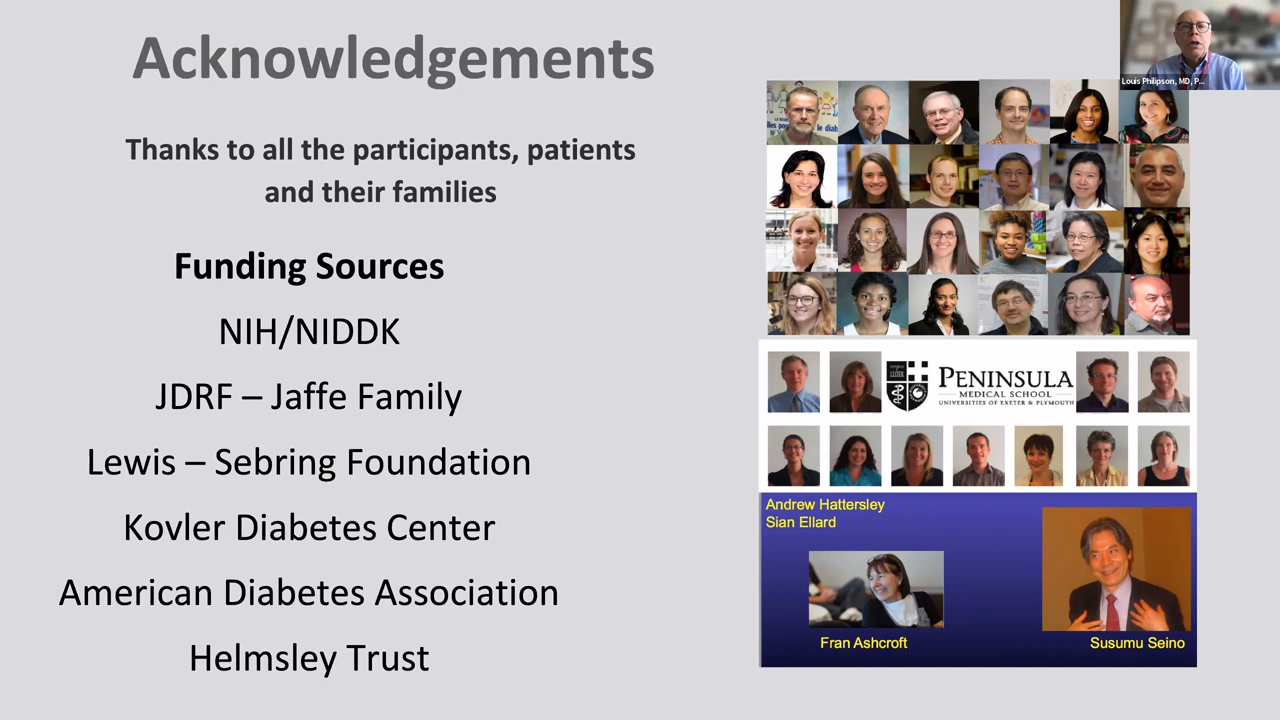 Acknowledgements
Thanks to all the participants, patients
and their families
Funding Sources
NIH/NIDDK
JDRF – Jaffe Family
Lewis – Sebring Foundation
Kovler Diabetes Center
American Diabetes Association
Helmsley Trust
Louis Philipson, MD, P...
PENINSULA
MEDICAL SCHOOL
UNIVERSITIES OF EXETER & PLYMOUTH
Andrew Hattersley
Sian Ellard
Fran Ashcroft
Susumu Seino